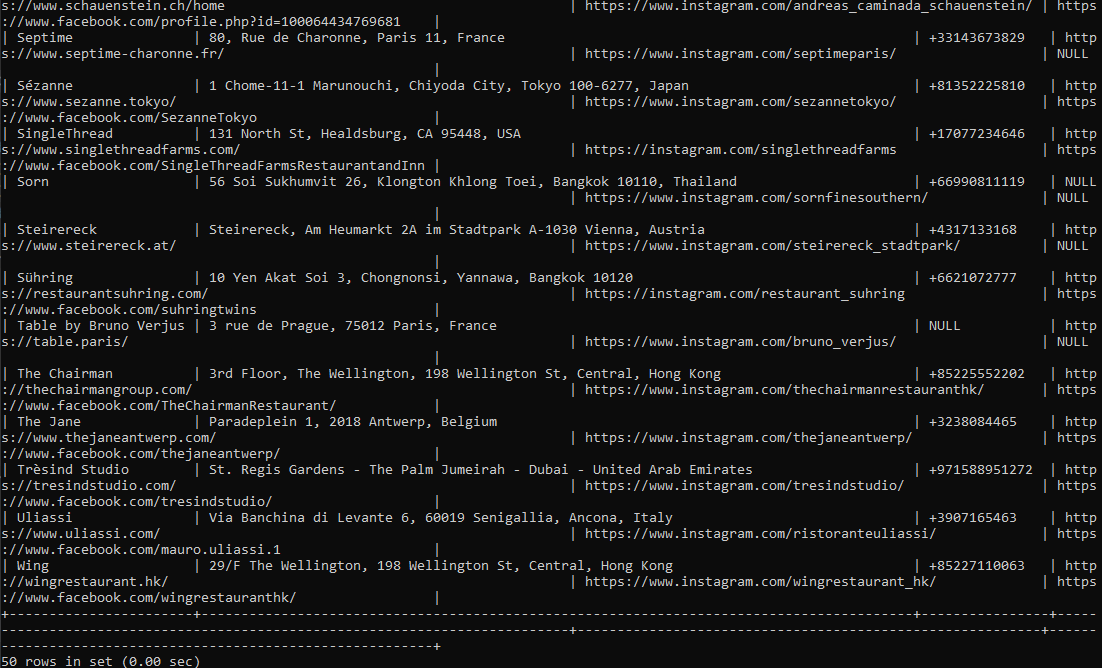 s://www.schauenstein.ch/home | https://www.instagram.com/andreas_caminada_schauenstein/ | https
://www.facebook.com/profile.php?id=100064434769681 |
| Septime | 80, Rue de Charonne, Paris 11, France | +33143673829 | http
s://www.septime-charonne.fr/ | https://www.instagram.com/septimeparis/ | NULL
|
| Sézanne | 1 Chome-11-1 Marunouchi, Chiyoda City, Tokyo 100-6277, Japan | +81352225810 | http
s://www.sezanne.tokyo/ | https://www.instagram.com/sezannetokyo/ | https
://www.facebook.com/SezanneTokyo |
| SingleThread | 131 North St, Healdsburg, CA 95448, USA | +17077234646 | http
s://www.singlethreadfarms.com/ | https://instagram.com/singlethreadfarms | https
://www.facebook.com/SingleThreadFarmsRestaurantandInn |
| Sorn | 56 Soi Sukhumvit 26, Klongton Khlong Toei, Bangkok 10110, Thailand | +66990811119 | NULL
| https://www.instagram.com/sornfinesouthern/ | NULL
|
| Steirereck | Steirereck, Am Heumarkt 2A im Stadtpark A-1030 Vienna, Austria | +4317133168 | http
s://www.steirereck.at/ | https://www.instagram.com/steirereck_stadtpark/ | NULL
|
| Sühring | 10 Yen Akat Soi 3, Chongnonsi, Yannawa, Bangkok 10120 | +6621072777 | http
s://restaurantsuhring.com/ | https://instagram.com/restaurant_suhring | https
://www.facebook.com/suhringtwins |
| Table by Bruno Verjus | 3 rue de Prague, 75012 Paris, France | NULL | http
s://table.paris/ | https://www.instagram.com/bruno_verjus/ | NULL
|
| The Chairman | 3rd Floor, The Wellington, 198 Wellington St, Central, Hong Kong | +85225552202 | http
://thechairmangroup.com/ | https://www.instagram.com/thechairmanrestauranthk/ | https
://www.facebook.com/TheChairmanRestaurant/ |
| The Jane | Paradeplein 1, 2018 Antwerp, Belgium | +3238084465 | http
s://www.thejaneantwerp.com/ | https://www.instagram.com/thejaneantwerp/ | https
://www.facebook.com/thejaneantwerp/ |
| Trèsind Studio | St. Regis Gardens - The Palm Jumeirah - Dubai - United Arab Emirates | +971588951272 | http
s://tresindstudio.com/ | https://www.instagram.com/tresindstudio/ | https
://www.facebook.com/tresindstudio/ |
| Uliassi | Via Banchina di Levante 6, 60019 Senigallia, Ancona, Italy | +3907165463 | http
s://www.uliassi.com/ | https://www.instagram.com/ristoranteuliassi/ | https
://www.facebook.com/mauro.uliassi.1 |
| Wing | 29/F The Wellington, 198 Wellington St, Central, Hong Kong | +85227110063 | http
://wingrestaurant.hk/ | https://www.instagram.com/wingrestaurant_hk/ | https
://www.facebook.com/wingrestauranthk/ |
50 rows in set (0.00 sec)